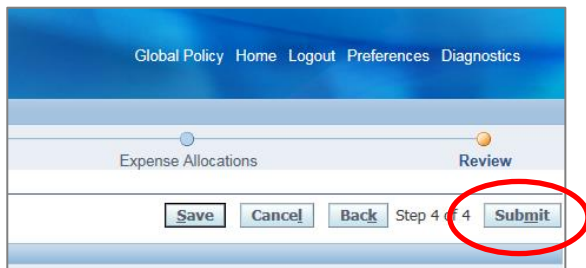 Global Policy Home Logout Preferences Diagnostics
Expense Allocations Review
Save Cancel Back Step 4 of 4 Submit